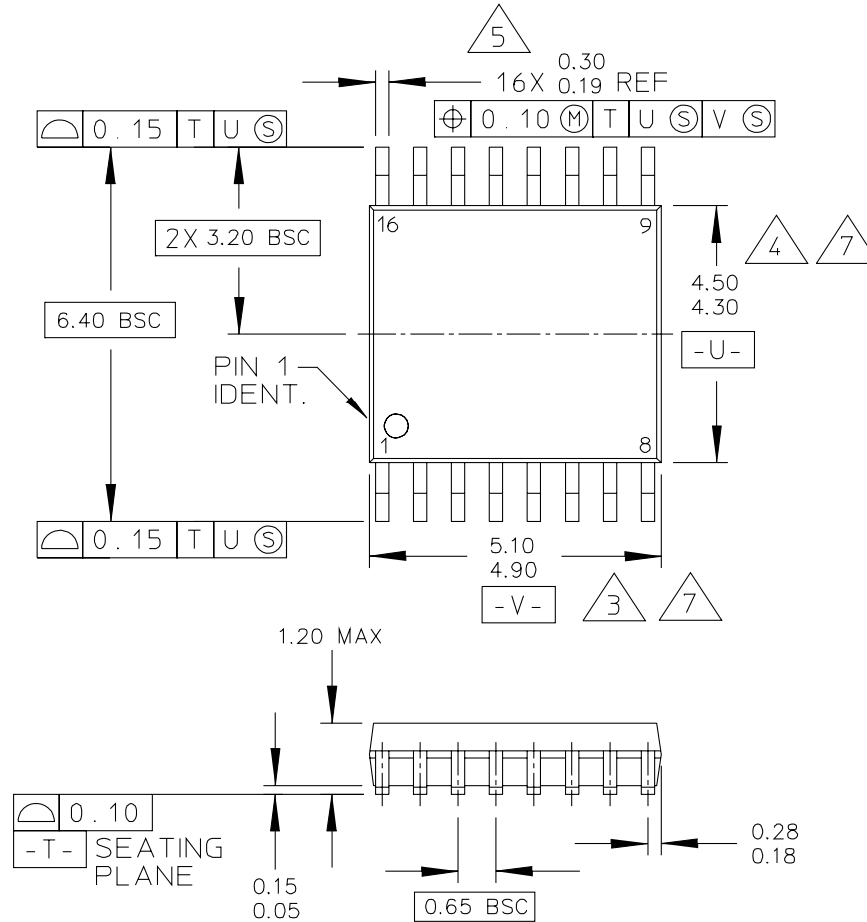 5
0.30
16X 0.19 REF
⌓ 0.15 T U Ⓢ
⌖ 0.10 Ⓜ T U Ⓢ V Ⓢ
16
9
2X 3.20 BSC
4
7
4.50
4.30
6.40 BSC
-U-
PIN 1
IDENT.
1
8
⌓ 0.15 T U Ⓢ
5.10
4.90
-V-
3
7
1.20 MAX
⌓ 0.10
-T- SEATING
PLANE
0.15
0.05
0.65 BSC
0.28
0.18